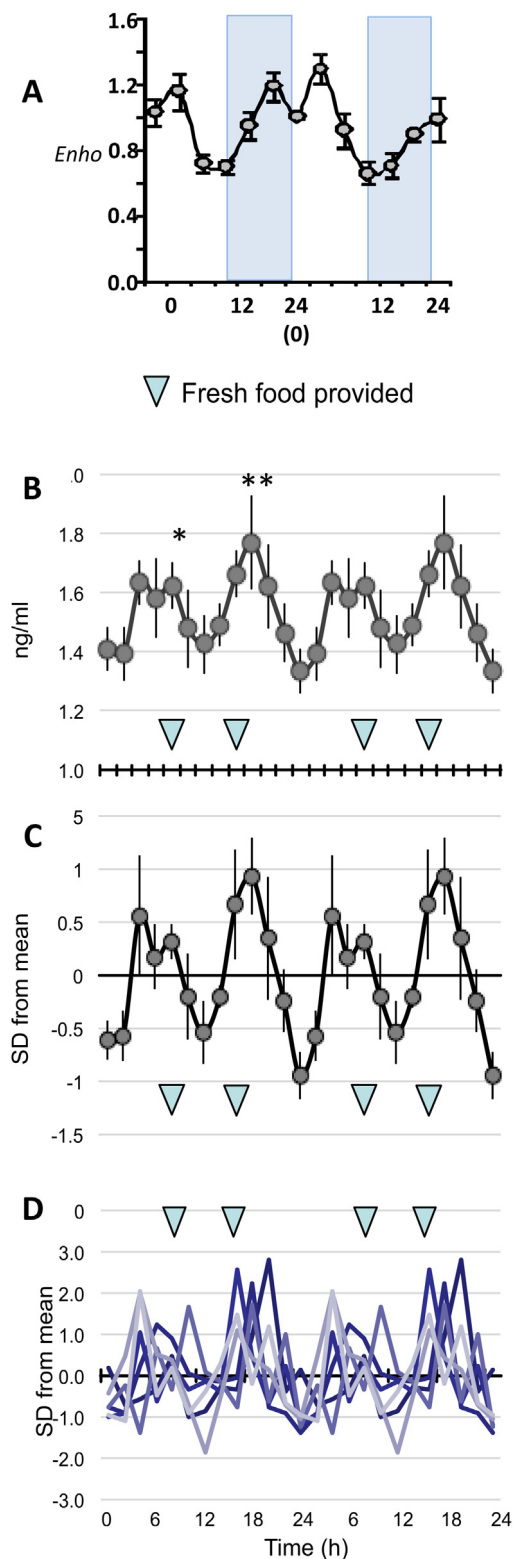 A
1.6
1.2
Enho
0.8
0.4
0.0
0 12 24 12 24
(0)
Fresh food provided
B
.0
* **
1.8
1.6
ng/ml
1.4
1.2
1.0
C
5
1
0.5
0
SD from mean
-0.5
-1
-1.5
D
0
3.0
2.0
1.0
SD from mean
0.0
-1.0
-2.0
-3.0
0 6 12 18 24 6 12 18 24
Time (h)